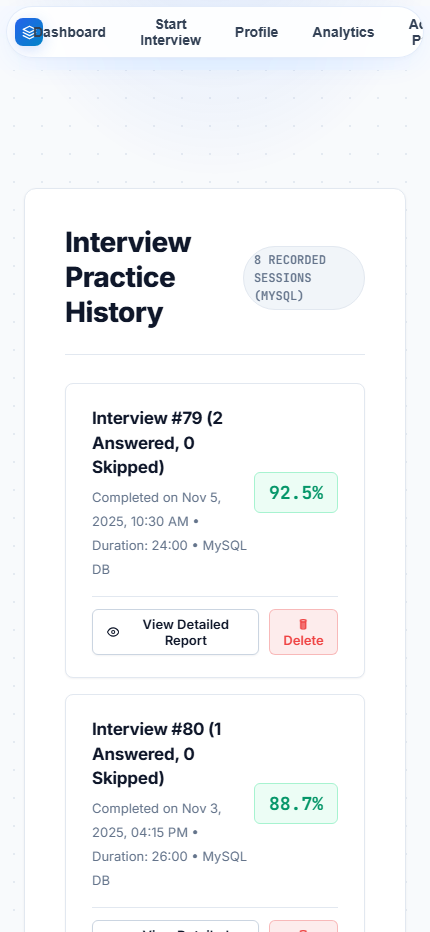 Dashboard
Start
Interview
Profile
Analytics
Interview
Practice
History
8 RECORDED
SESSIONS
(MYSQL)
Interview #79 (2
Answered, 0
Skipped)
Completed on Nov 5,
2025, 10:30 AM •
Duration: 24:00 • MySQL
DB
92.5%
View Detailed
Report
Delete
Interview #80 (1
Answered, 0
Skipped)
Completed on Nov 3,
2025, 04:15 PM •
Duration: 26:00 • MySQL
DB
88.7%